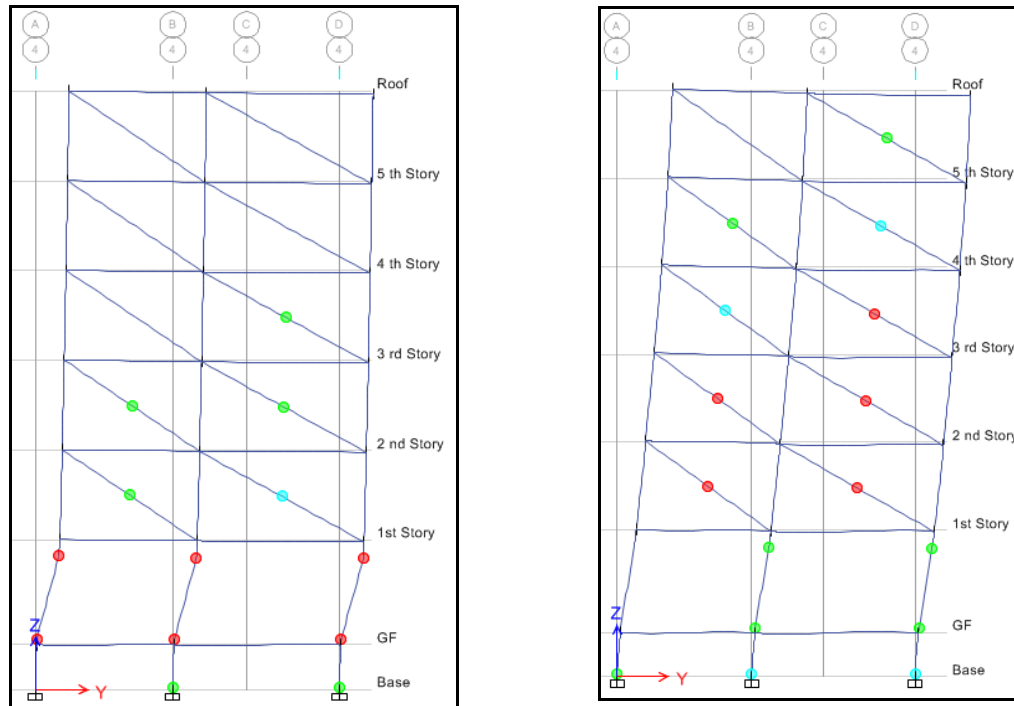 A B C D
4 4 4 4
Roof
5 th Story
4 th Story
3 rd Story
2 nd Story
1st Story
GF
Base
Z
Y
A B C D
4 4 4 4
Roof
5 th Story
4 th Story
3 rd Story
2 nd Story
1st Story
GF
Base
Z
Y